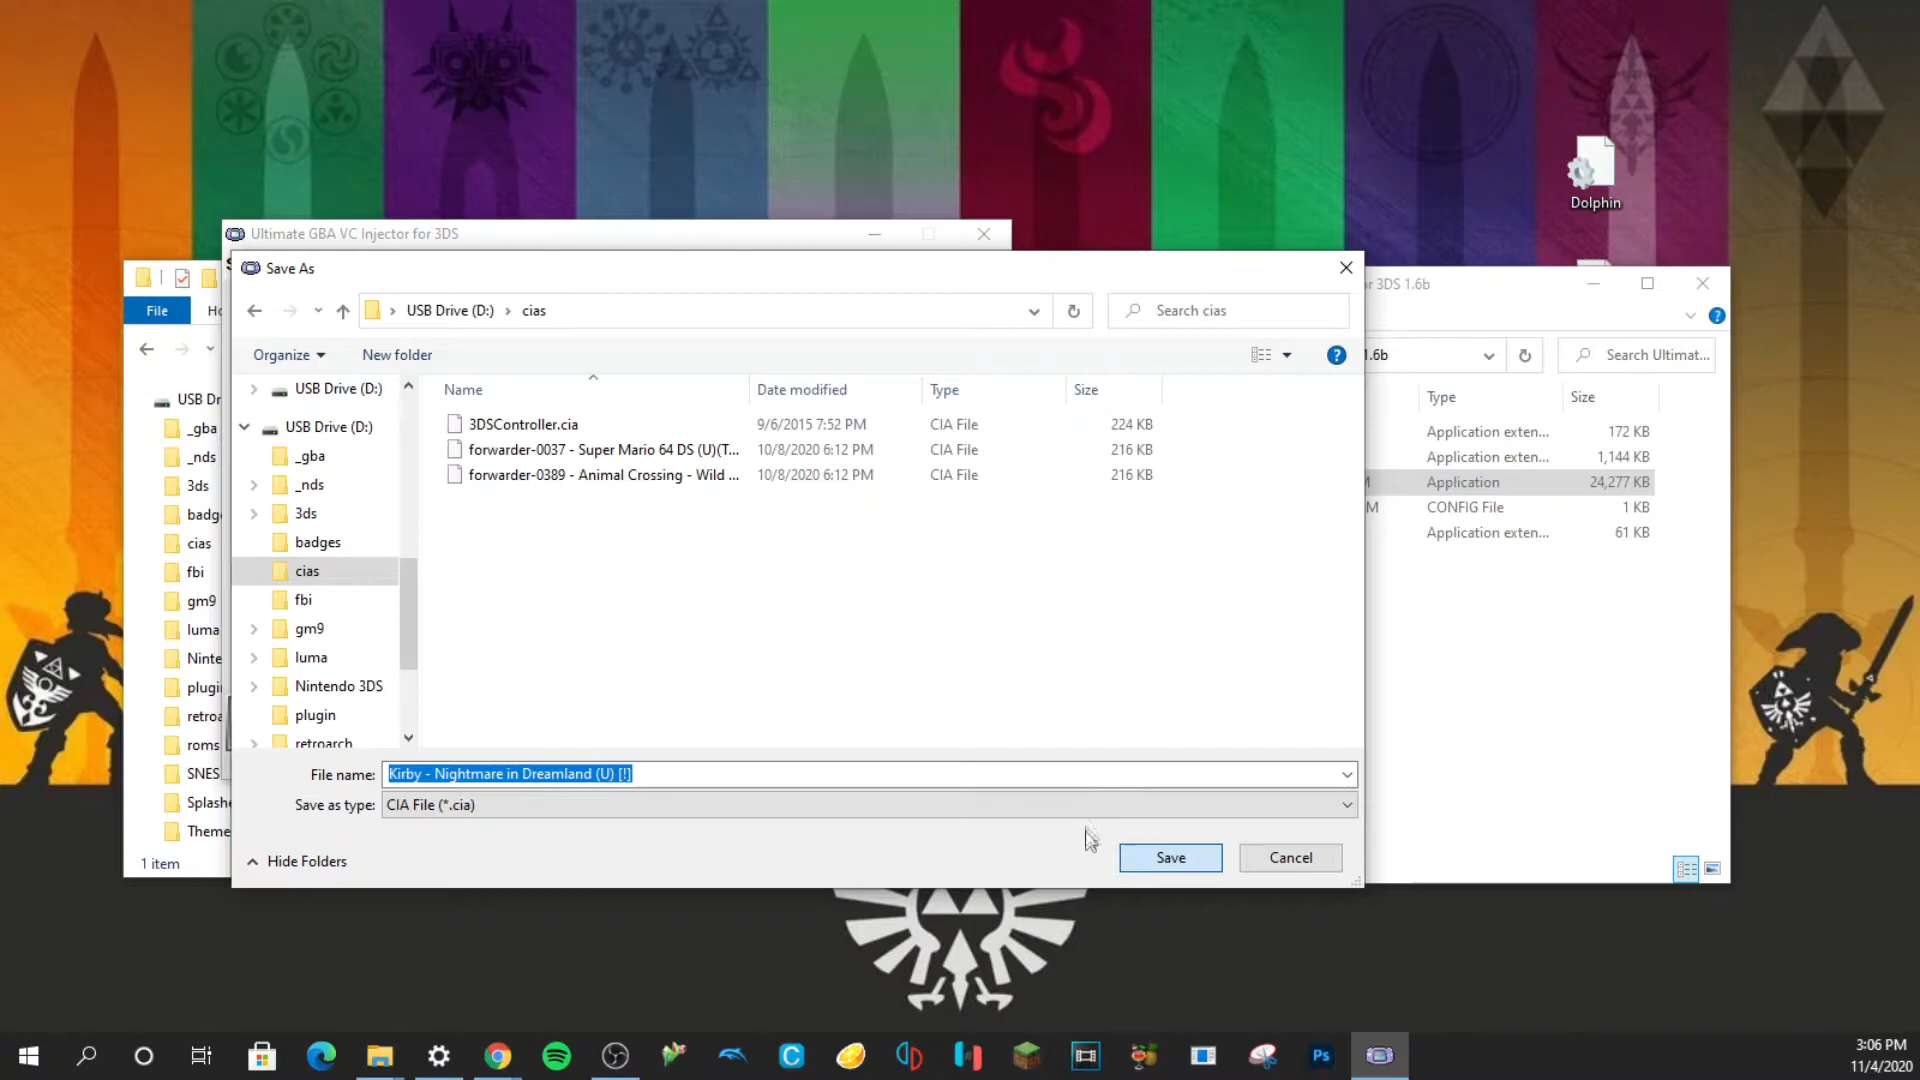 Dolphin
Ultimate GBA VC Injector for 3DS
Save As
USB Drive (D:) › cias
Search cias
Organize
New folder
Name
Date modified
Type
Size
3DSController.cia
9/6/2015 7:52 PM
CIA File
224 KB
forwarder-0037 - Super Mario 64 DS (U)(T...
10/8/2020 6:12 PM
CIA File
216 KB
forwarder-0389 - Animal Crossing - Wild ...
10/8/2020 6:12 PM
CIA File
216 KB
USB Drive (D:)
USB Drive (D:)
_gba
_nds
3ds
badges
cias
fbi
gm9
luma
Nintendo 3DS
plugin
retroarch
File name:
Kirby - Nightmare in Dreamland (U) [!]
Save as type:
CIA File (*.cia)
Hide Folders
Save
Cancel
File
Ho
USB Dr
_gba
_nds
3ds
badge
cias
fbi
gm9
luma
Ninte
plugi
retroa
roms
SNES
Splashe
Theme
1 item
or 3DS 1.6b
1.6b
Search Ultimat...
Type
Size
Application exten...
172 KB
Application exten...
1,144 KB
Application
24,277 KB
M
CONFIG File
1 KB
Application exten...
61 KB
Ps
3:06 PM
11/4/2020